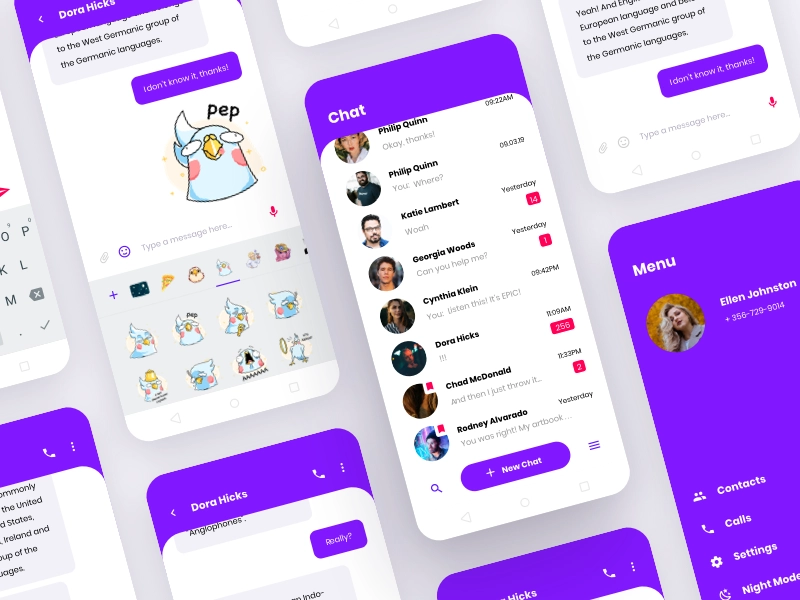 Dora Hicks
to the West Germanic group of
the Germanic languages.
I don't know it, thanks!
pep
Type a message here...
pep
AAAAAAA
O P
K L
M
.
Chat
Philip Quinn
09:22AM
Okay, thanks!
Philip Quinn
09.03.19
You: Where?
Katie Lambert
Yesterday
Woah
14
Georgia Woods
Yesterday
Can you help me?
1
Cynthia Klein
09:42PM
You: Listen this! It's EPIC!
Dora Hicks
11:09AM
!!!
256
Chad McDonald
11:33PM
And then I just throw it...
2
Rodney Alvarado
Yesterday
You was right! My artbook ...
+ New Chat
Yeah! And Eng
European language and bel
to the West Germanic group of
the Germanic languages.
I don't know it, thanks!
Type a message here...
Menu
Ellen Johnston
+ 356-729-9014
Contacts
Calls
Settings
Night Mode
ommonly
the United
d States,
, Ireland and
oup of the
uages.
Dora Hicks
Anglophones .
Really?
an Indo-
Hicks